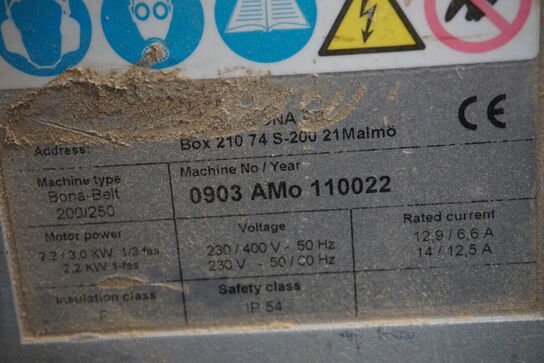 CE
Address: Box 210 74 S-200 21 Malmö
Machine type
Bona-Belt
200/250
Machine No / Year
0903 AMo 110022
Motor power
2.2 / 3.0 KW 1/3 fas
2.2 KW 1-fas
Voltage
230 / 400 V - 50 Hz
230 V - 50 / 60 Hz
Rated current
12,9 / 6,6 A
14 / 12,5 A
Insulation class
F
Safety class
IP 54